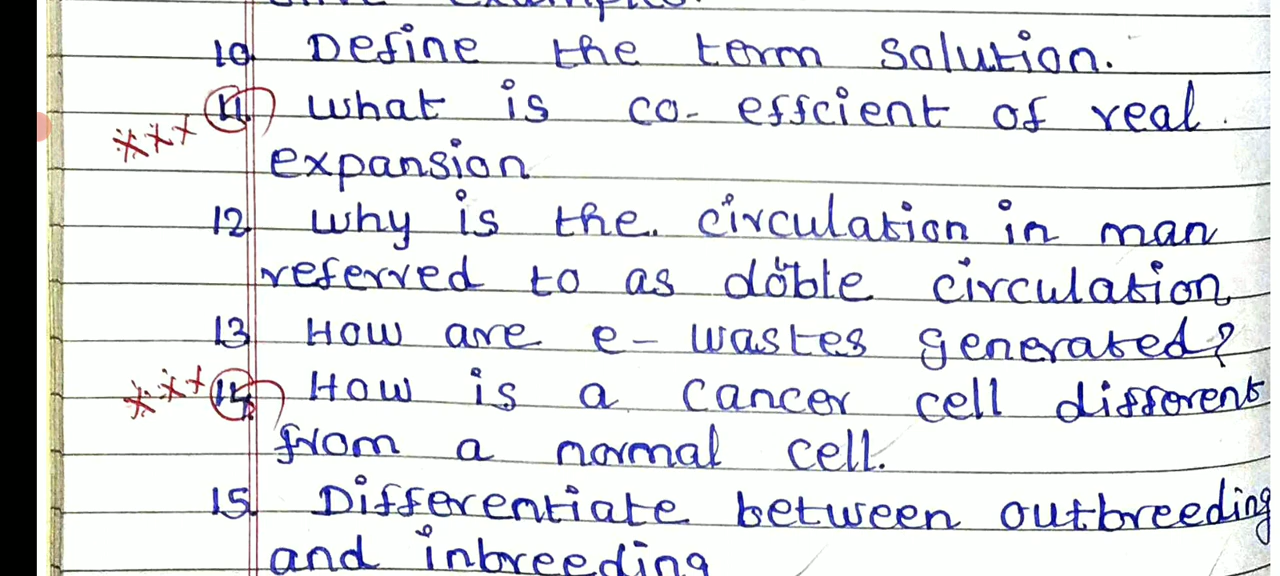 10. Define the term solution.
*** 11. What is co-effcient of real
expansion
12. Why is the circulation in man
referred to as doble circulation
13. How are e-wastes generated?
*** 14. How is a cancer cell different
from a normal cell.
15. Differentiate between outbreeding
and inbreeding